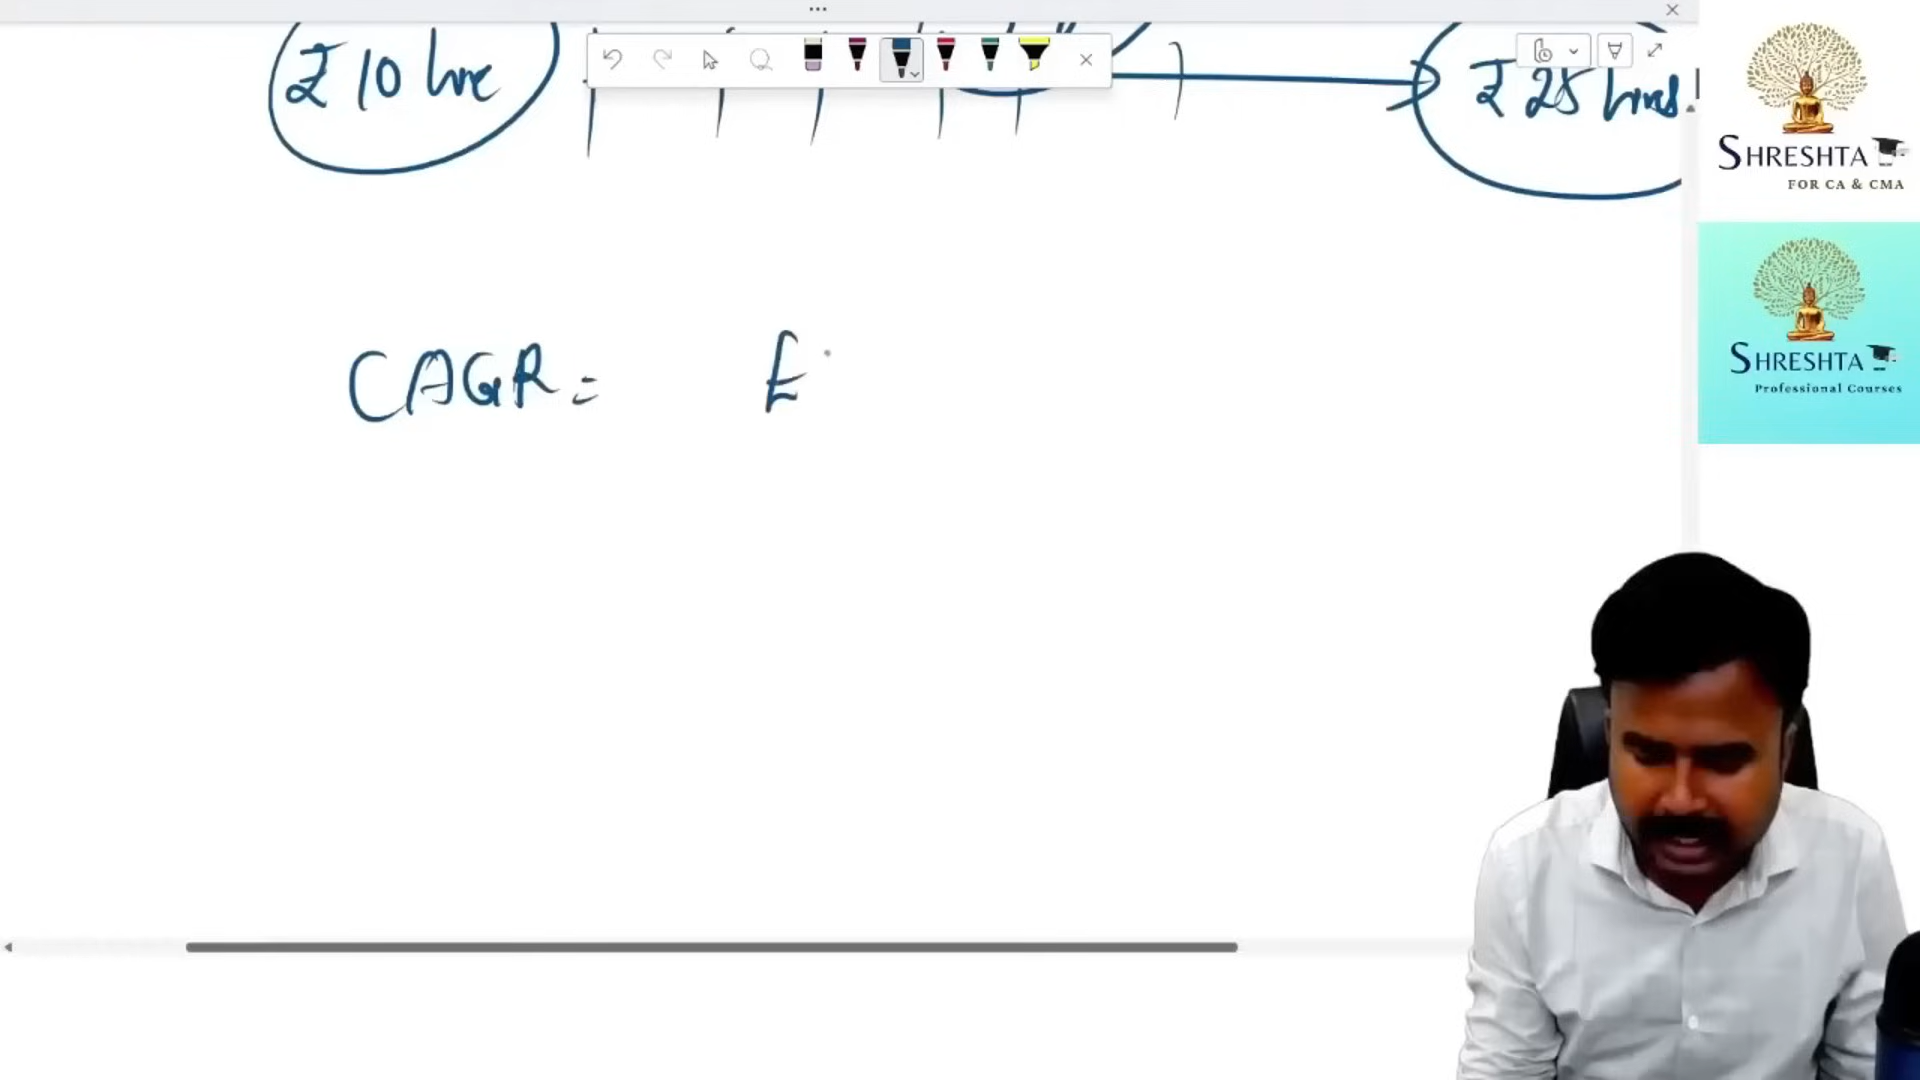 ₹ 10 lac
₹ 25 lacs
SHRESHTA
FOR CA & CMA
SHRESHTA
Professional Courses
CAGR = E